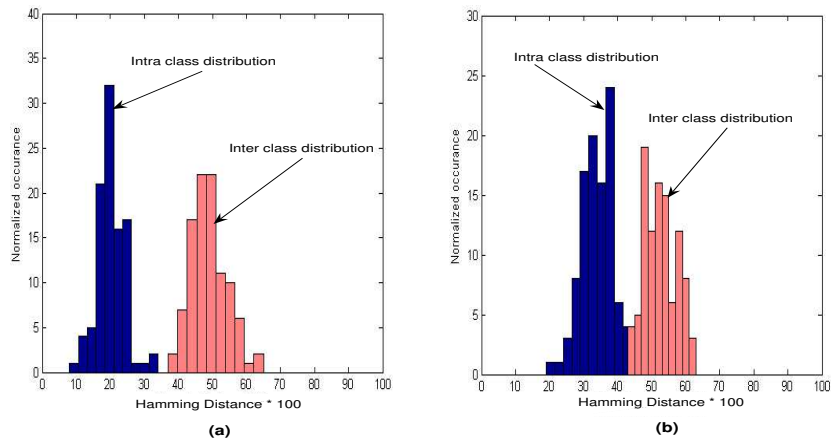 40
35
30
25
20
15
10
5
0
Normalized occurance
Intra class distribution
Inter class distribution
0 10 20 30 40 50 60 70 80 90 100
Hamming Distance * 100
(a)
30
25
20
15
10
5
0
Normalized occurance
Intra class distribution
Inter class distribution
0 10 20 30 40 50 60 70 80 90 100
Hamming Distance * 100
(b)